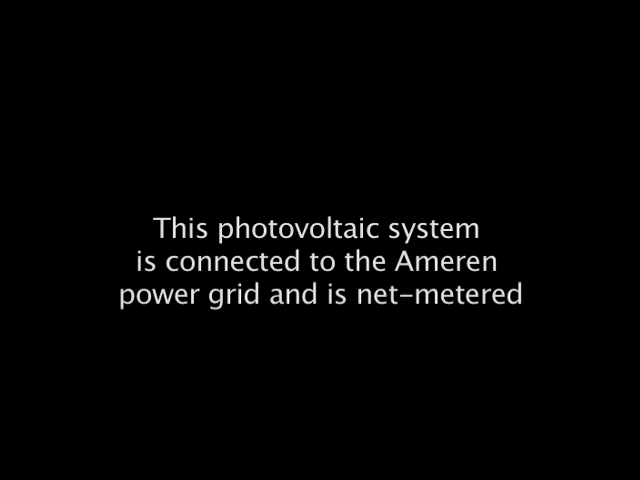 This photovoltaic system
is connected to the Ameren
power grid and is net-metered